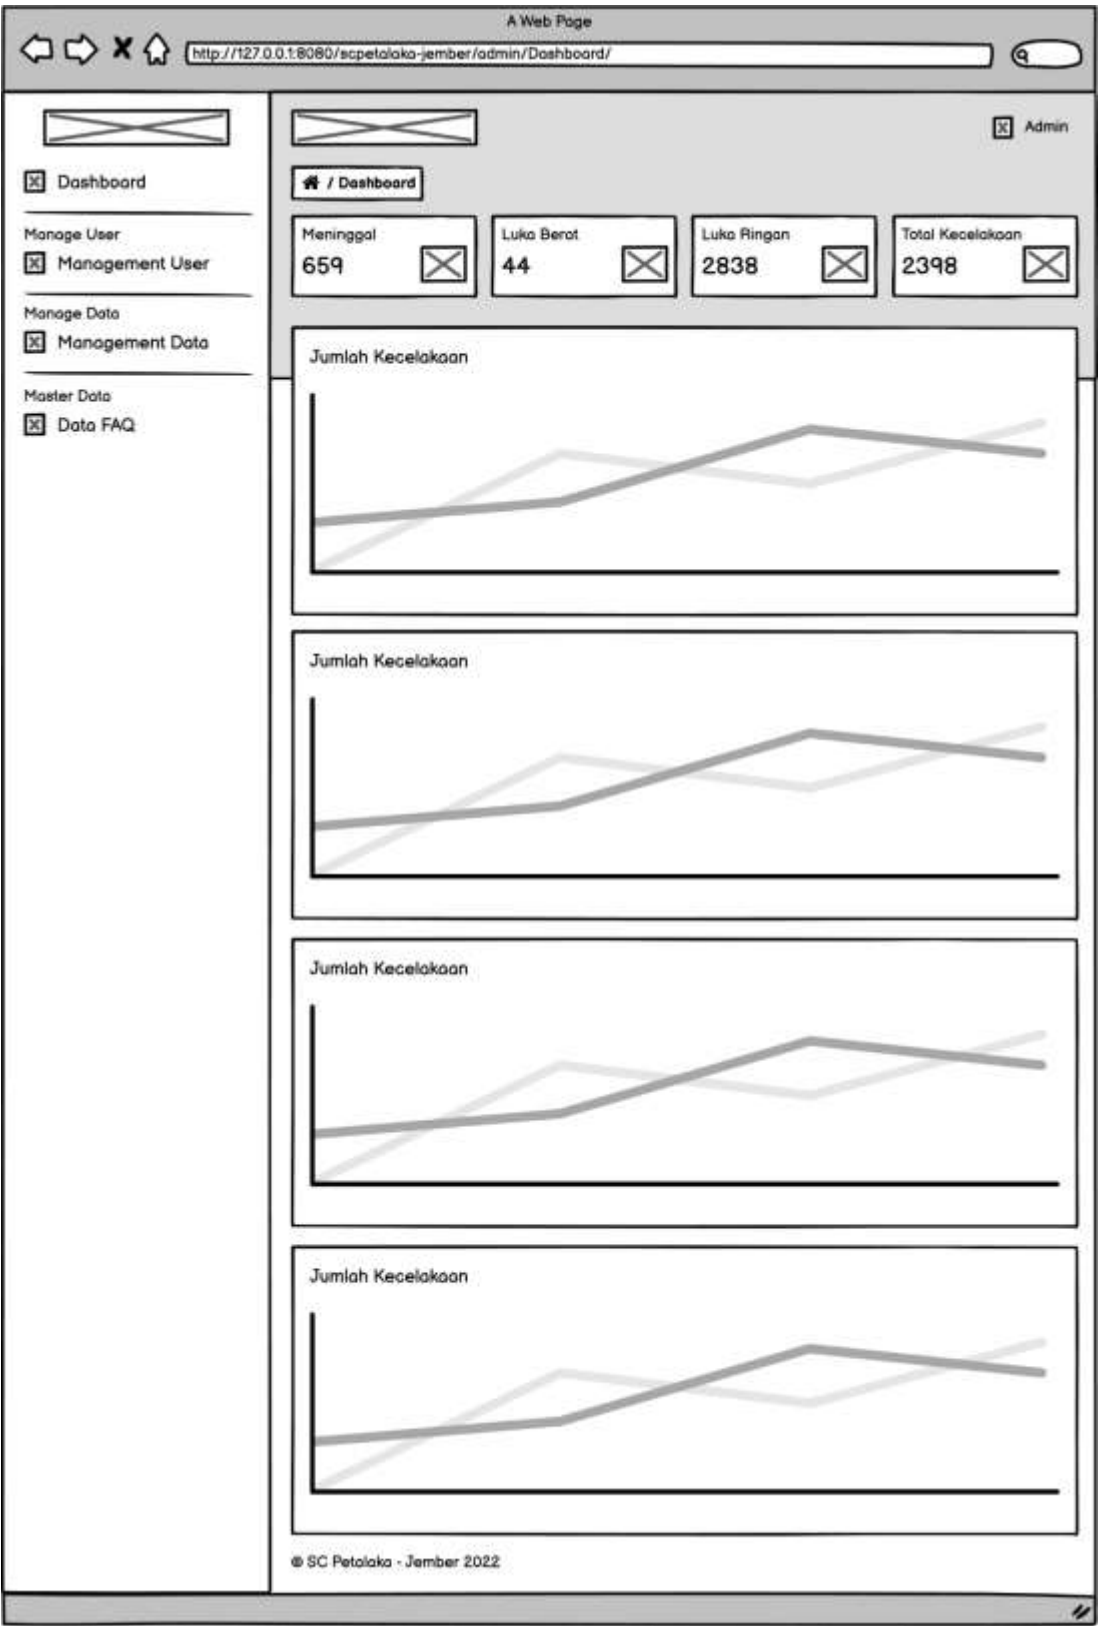 A Web Page
http://127.0.0.1:8080/scpetalaka-jember/admin/Dashboard/
Dashboard
Manage User
Management User
Manage Data
Management Data
Master Data
Data FAQ
Admin
/ Dashboard
Meninggal
659
Luka Berat
44
Luka Ringan
2838
Total Kecelakaan
2398
Jumlah Kecelakaan
Jumlah Kecelakaan
Jumlah Kecelakaan
Jumlah Kecelakaan
© SC Petalaka - Jember 2022